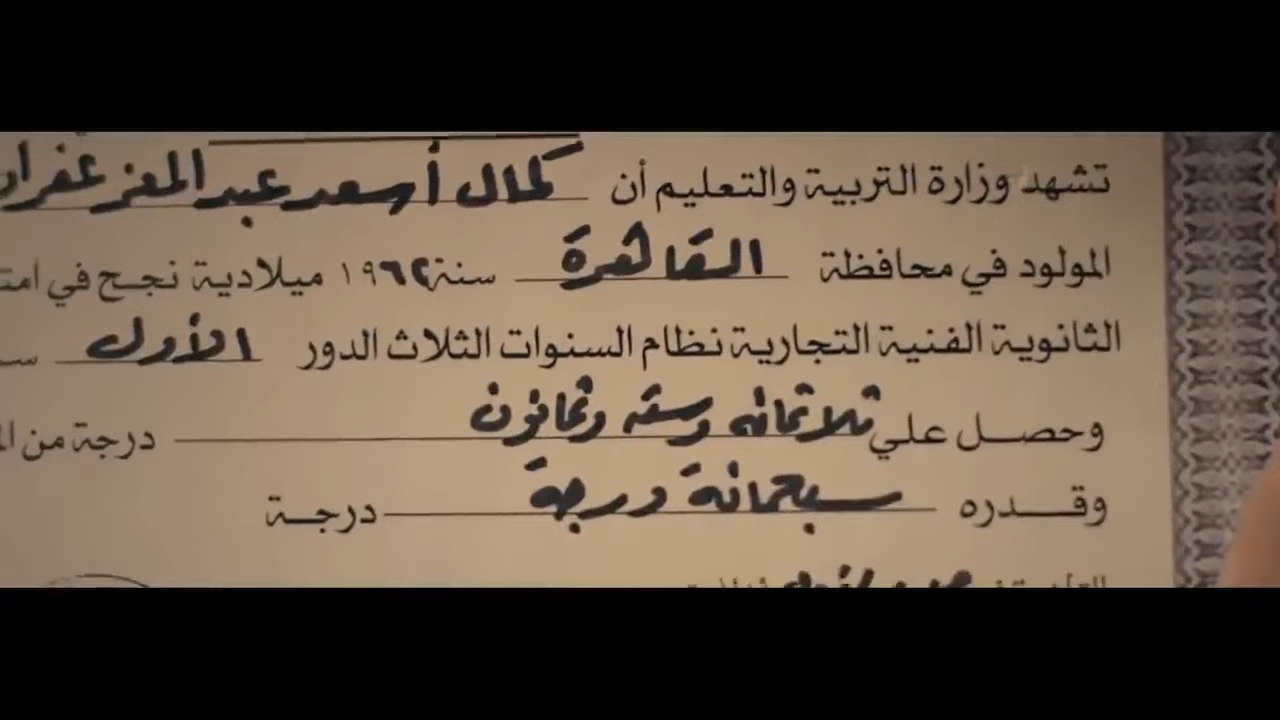 تشهد وزارة التربية والتعليم أن كمال أسعد عبد المعز
المولود في محافظة القاهرة سنة ١٩٦٢ ميلادية نجح في
الثانوية الفنية التجارية نظام السنوات الثلاث الدور الأول
وحصل علي ثلاثمائه وسته وثمانون درجة من
وقدره سبعمائة درجة درجة